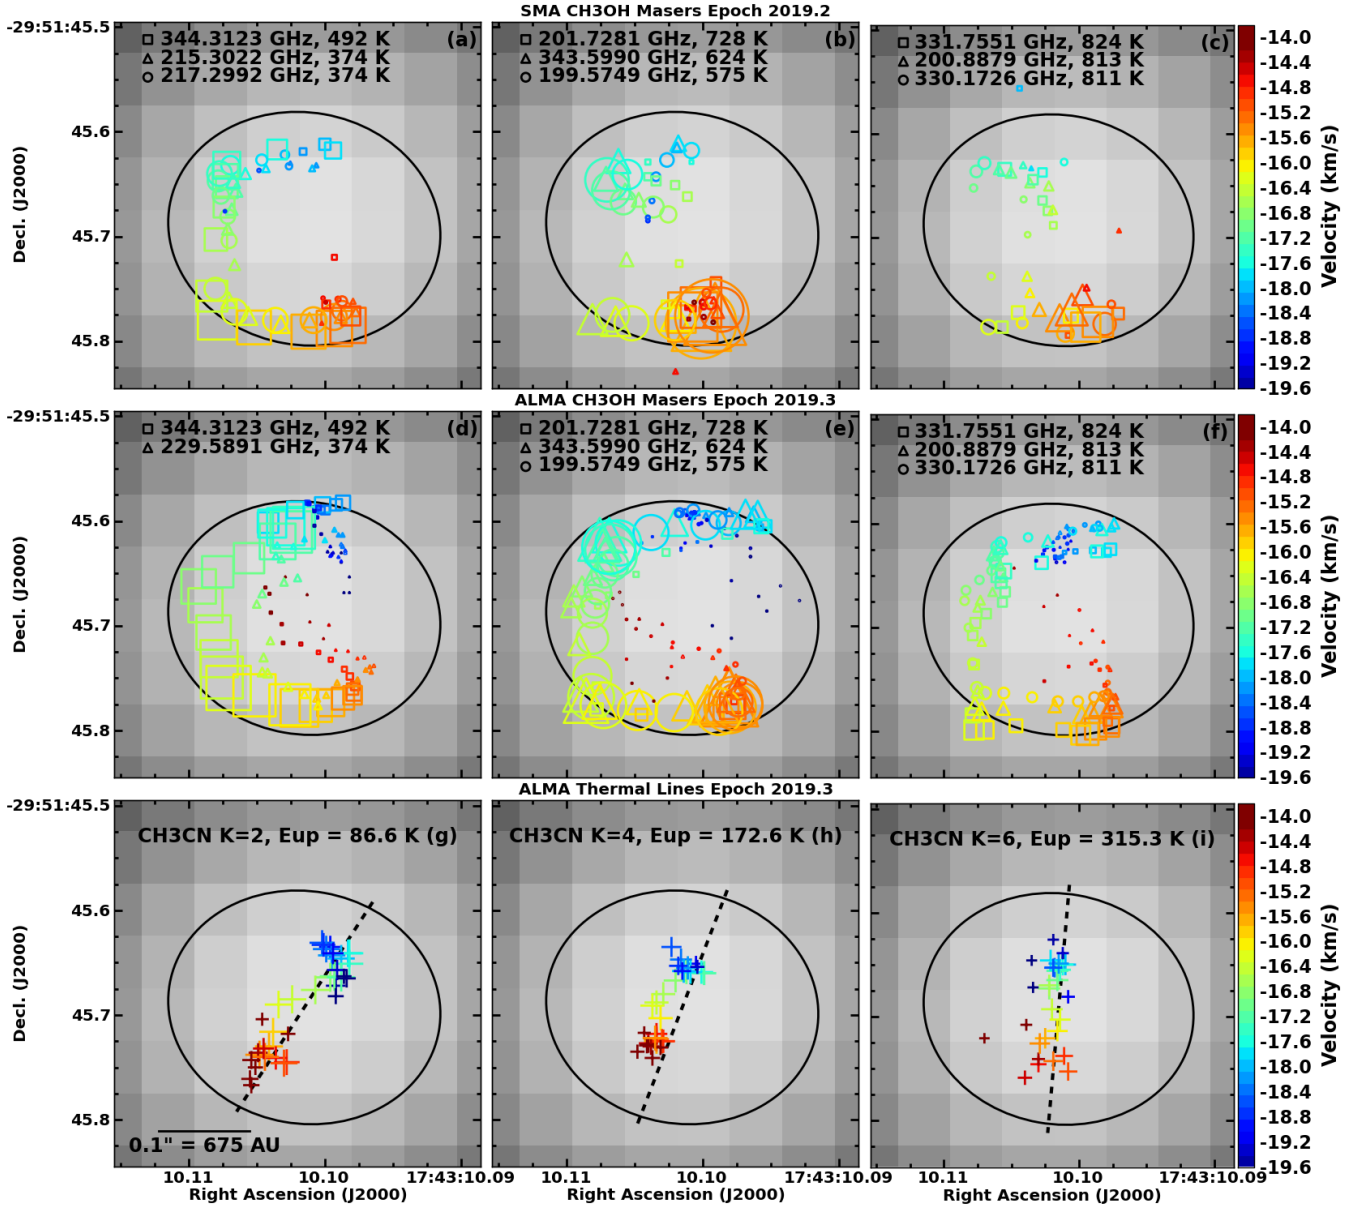 SMA CH3OH Masers Epoch 2019.2
344.3123 GHz, 492 K (a)
215.3022 GHz, 374 K
217.2992 GHz, 374 K
201.7281 GHz, 728 K (b)
343.5990 GHz, 624 K
199.5749 GHz, 575 K
331.7551 GHz, 824 K (c)
200.8879 GHz, 813 K
330.1726 GHz, 811 K
-29:51:45.5
45.6
45.7
45.8
Decl. (J2000)
-14.0
-14.4
-14.8
-15.2
-15.6
-16.0
-16.4
-16.8
-17.2
-17.6
-18.0
-18.4
-18.8
-19.2
-19.6
Velocity (km/s)
ALMA CH3OH Masers Epoch 2019.3
344.3123 GHz, 492 K (d)
229.5891 GHz, 374 K
201.7281 GHz, 728 K (e)
343.5990 GHz, 624 K
199.5749 GHz, 575 K
331.7551 GHz, 824 K (f)
200.8879 GHz, 813 K
330.1726 GHz, 811 K
-29:51:45.5
45.6
45.7
45.8
Decl. (J2000)
-14.0
-14.4
-14.8
-15.2
-15.6
-16.0
-16.4
-16.8
-17.2
-17.6
-18.0
-18.4
-18.8
-19.2
-19.6
Velocity (km/s)
ALMA Thermal Lines Epoch 2019.3
CH3CN K=2, Eup = 86.6 K (g)
CH3CN K=4, Eup = 172.6 K (h)
CH3CN K=6, Eup = 315.3 K (i)
-29:51:45.5
45.6
45.7
45.8
Decl. (J2000)
0.1" = 675 AU
-14.0
-14.4
-14.8
-15.2
-15.6
-16.0
-16.4
-16.8
-17.2
-17.6
-18.0
-18.4
-18.8
-19.2
-19.6
Velocity (km/s)
10.11 10.10 17:43:10.09
10.11 10.10 17:43:10.09
10.11 10.10 17:43:10.09
Right Ascension (J2000)
Right Ascension (J2000)
Right Ascension (J2000)